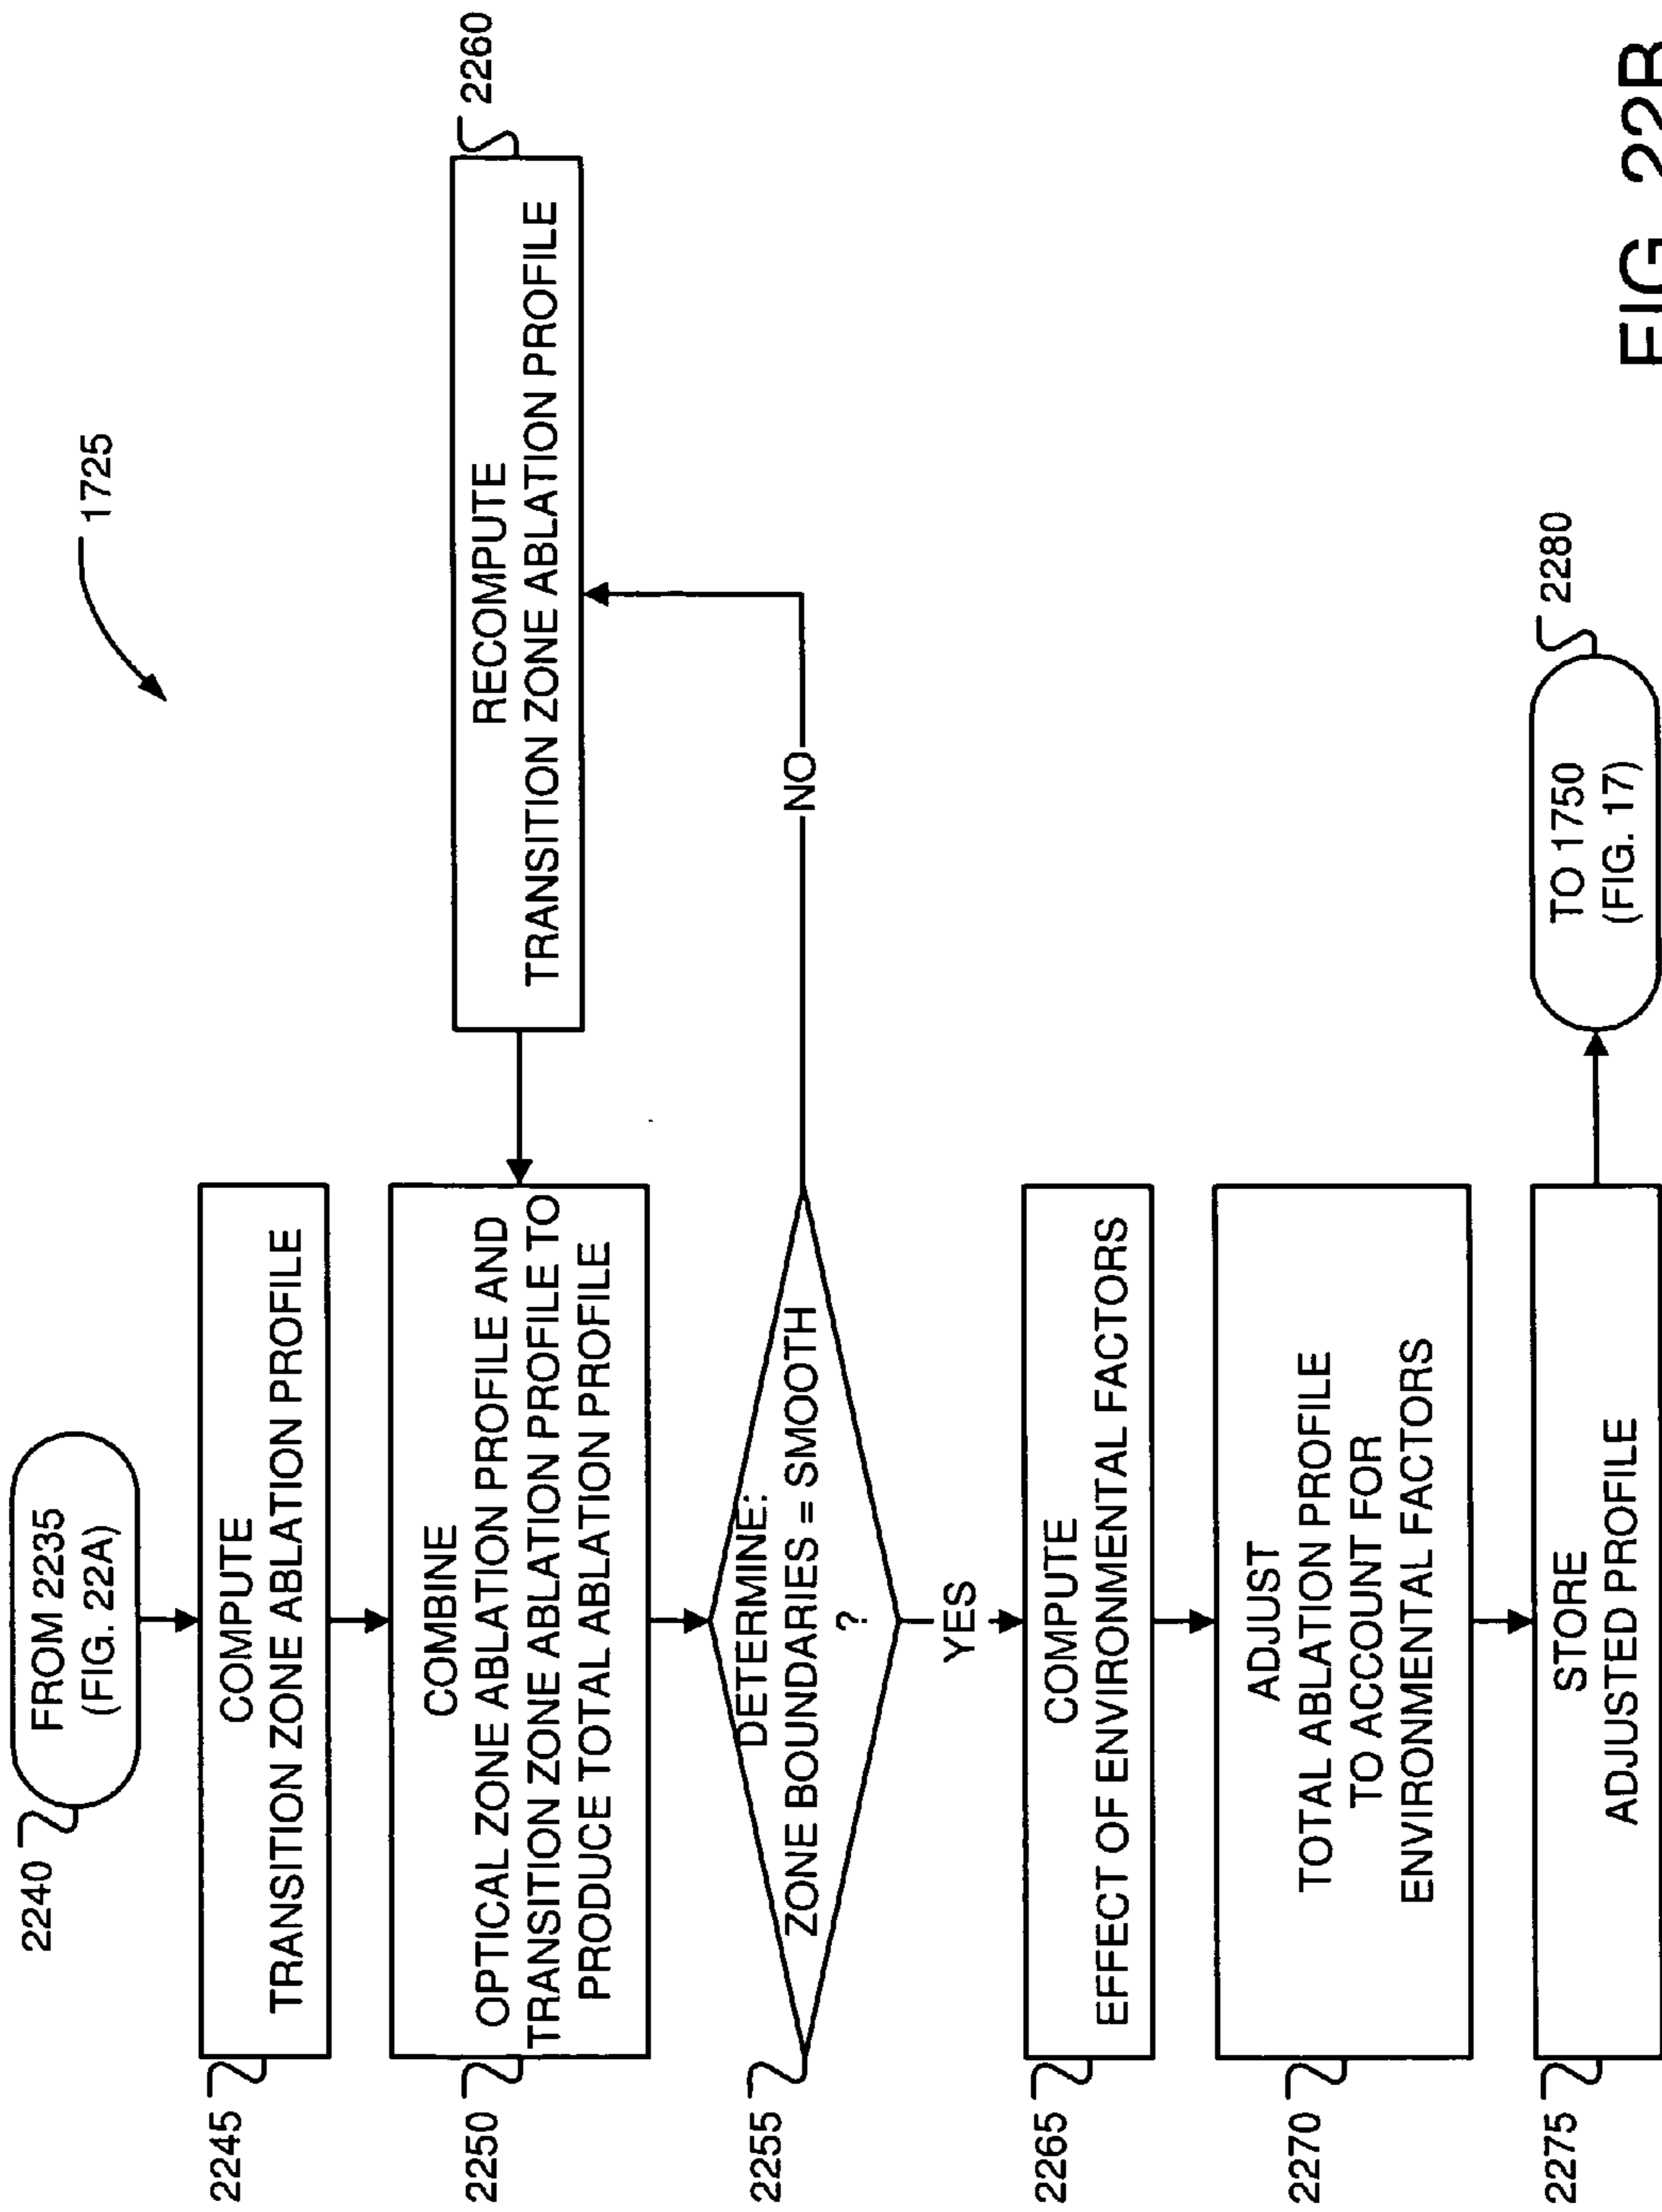 1725
2240
FROM 2235
(FIG. 22A)
2245
COMPUTE
TRANSITION ZONE ABLATION PROFILE
2250
COMBINE
OPTICAL ZONE ABLATION PROFILE AND
TRANSITION ZONE ABLATION PROFILE TO
PRODUCE TOTAL ABLATION PROFILE
2260
RECOMPUTE
TRANSITION ZONE ABLATION PROFILE
2255
DETERMINE:
ZONE BOUNDARIES = SMOOTH
?
NO
YES
2265
COMPUTE
EFFECT OF ENVIRONMENTAL FACTORS
2270
ADJUST
TOTAL ABLATION PROFILE
TO ACCOUNT FOR
ENVIRONMENTAL FACTORS
2275
STORE
ADJUSTED PROFILE
2280
TO 1750
(FIG. 17)
FIG. 22B